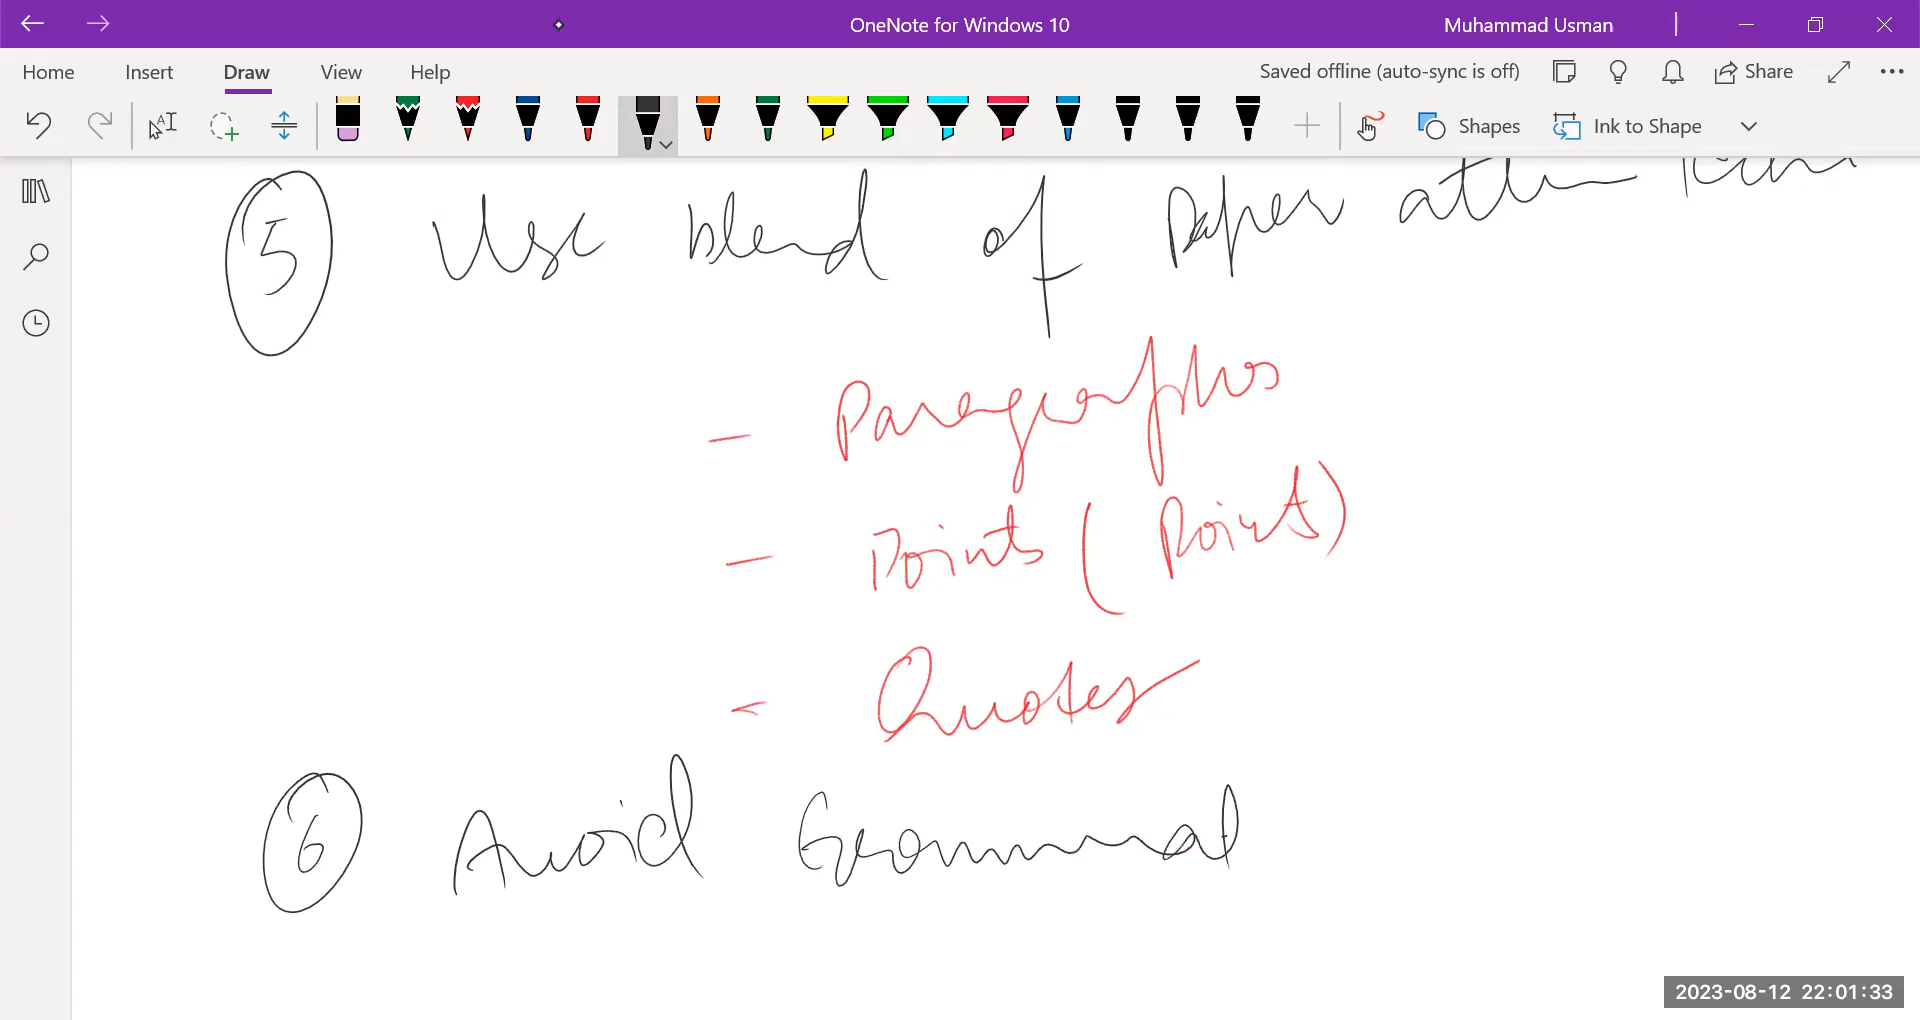 OneNote for Windows 10
Muhammad Usman
Home Insert Draw View Help
Saved offline (auto-sync is off) Share
Shapes Ink to Shape
5 Use blend of Paper
- Paragraphs
- Points ( Point )
- Quotes
6 Avoid Grammal
2023-08-12 22:01:33